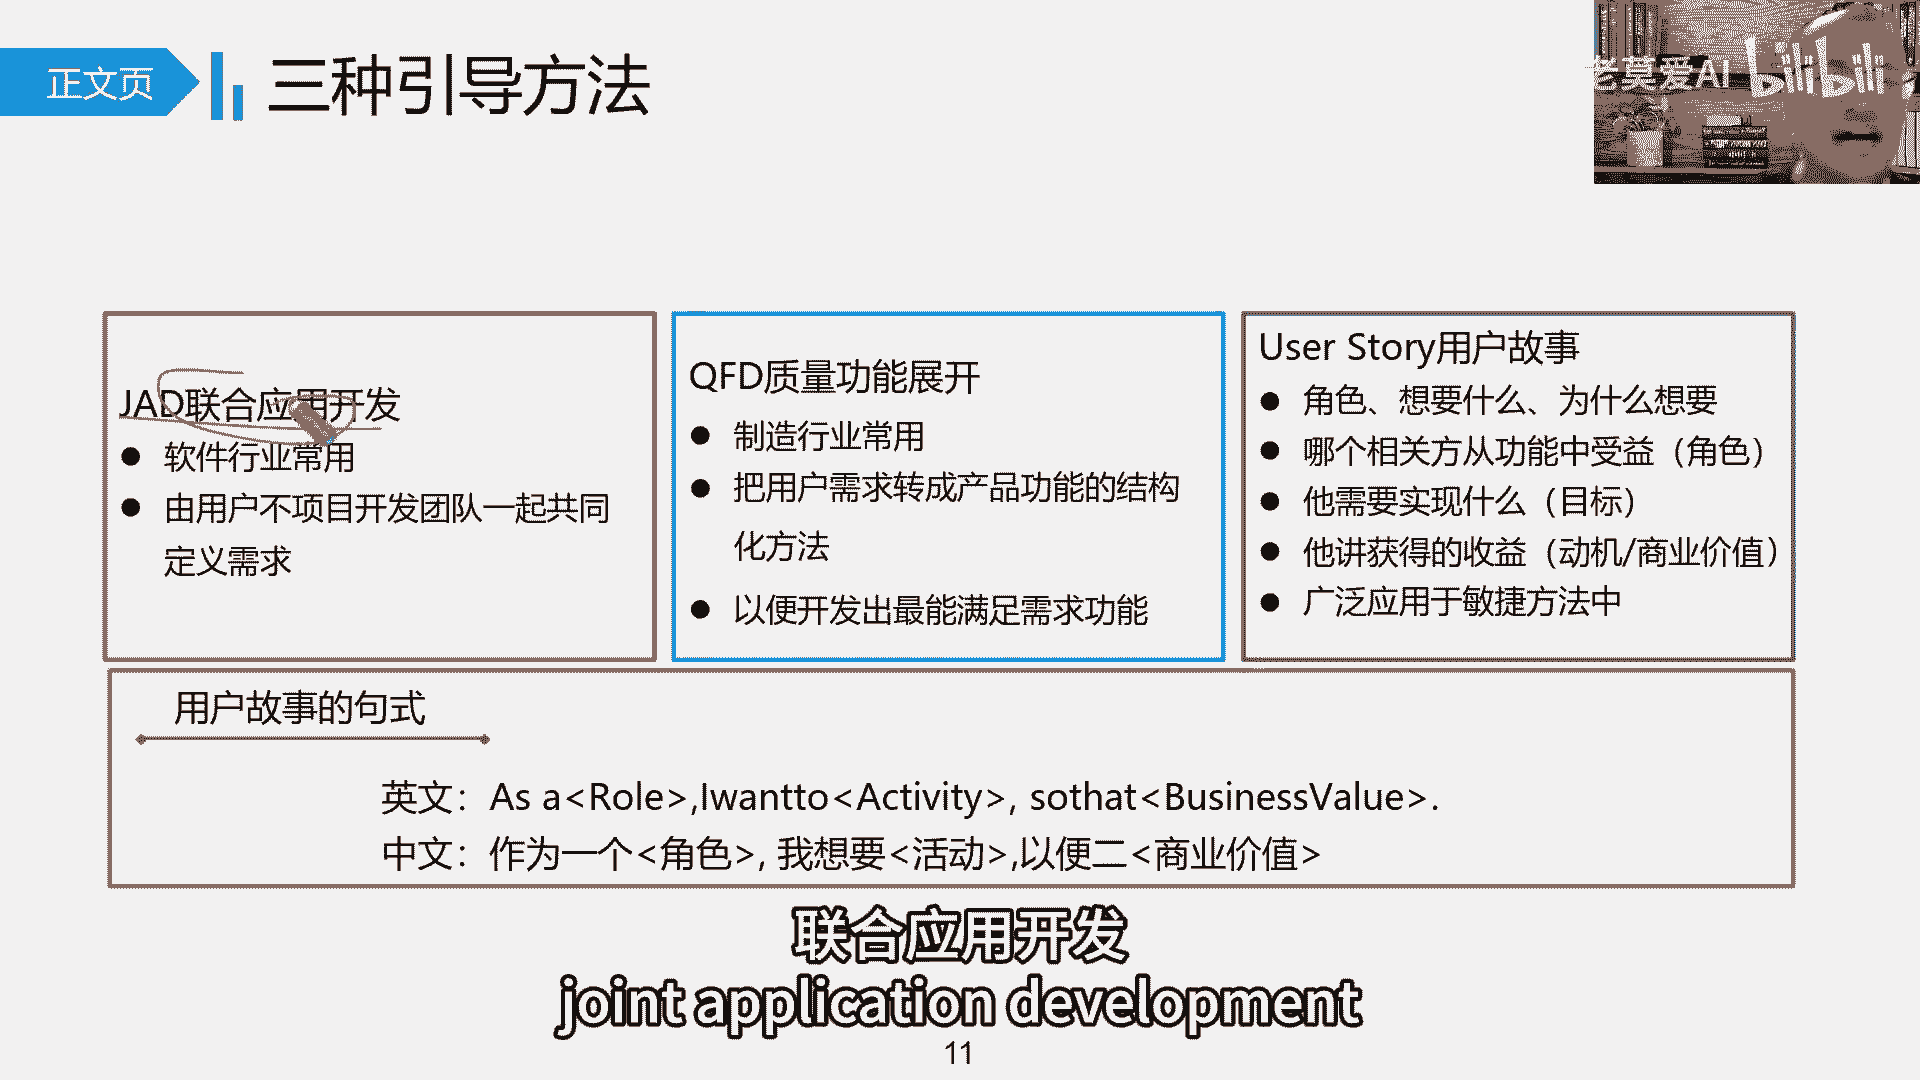 正文页
三种引导方法
老莫爱AI bilibili
JAD联合应用开发
● 软件行业常用
● 由用户不项目开发团队一起共同
定义需求
QFD质量功能展开
● 制造行业常用
● 把用户需求转成产品功能的结构
化方法
● 以便开发出最能满足需求功能
User Story用户故事
● 角色、想要什么、为什么想要
● 哪个相关方从功能中受益（角色）
● 他需要实现什么（目标）
● 他讲获得的收益（动机/商业价值）
● 广泛应用于敏捷方法中
用户故事的句式
英文：As a<Role>,Iwantto<Activity>, sothat<BusinessValue>.
中文：作为一个<角色>, 我想要<活动>,以便二<商业价值>
联合应用开发
joint application development
11